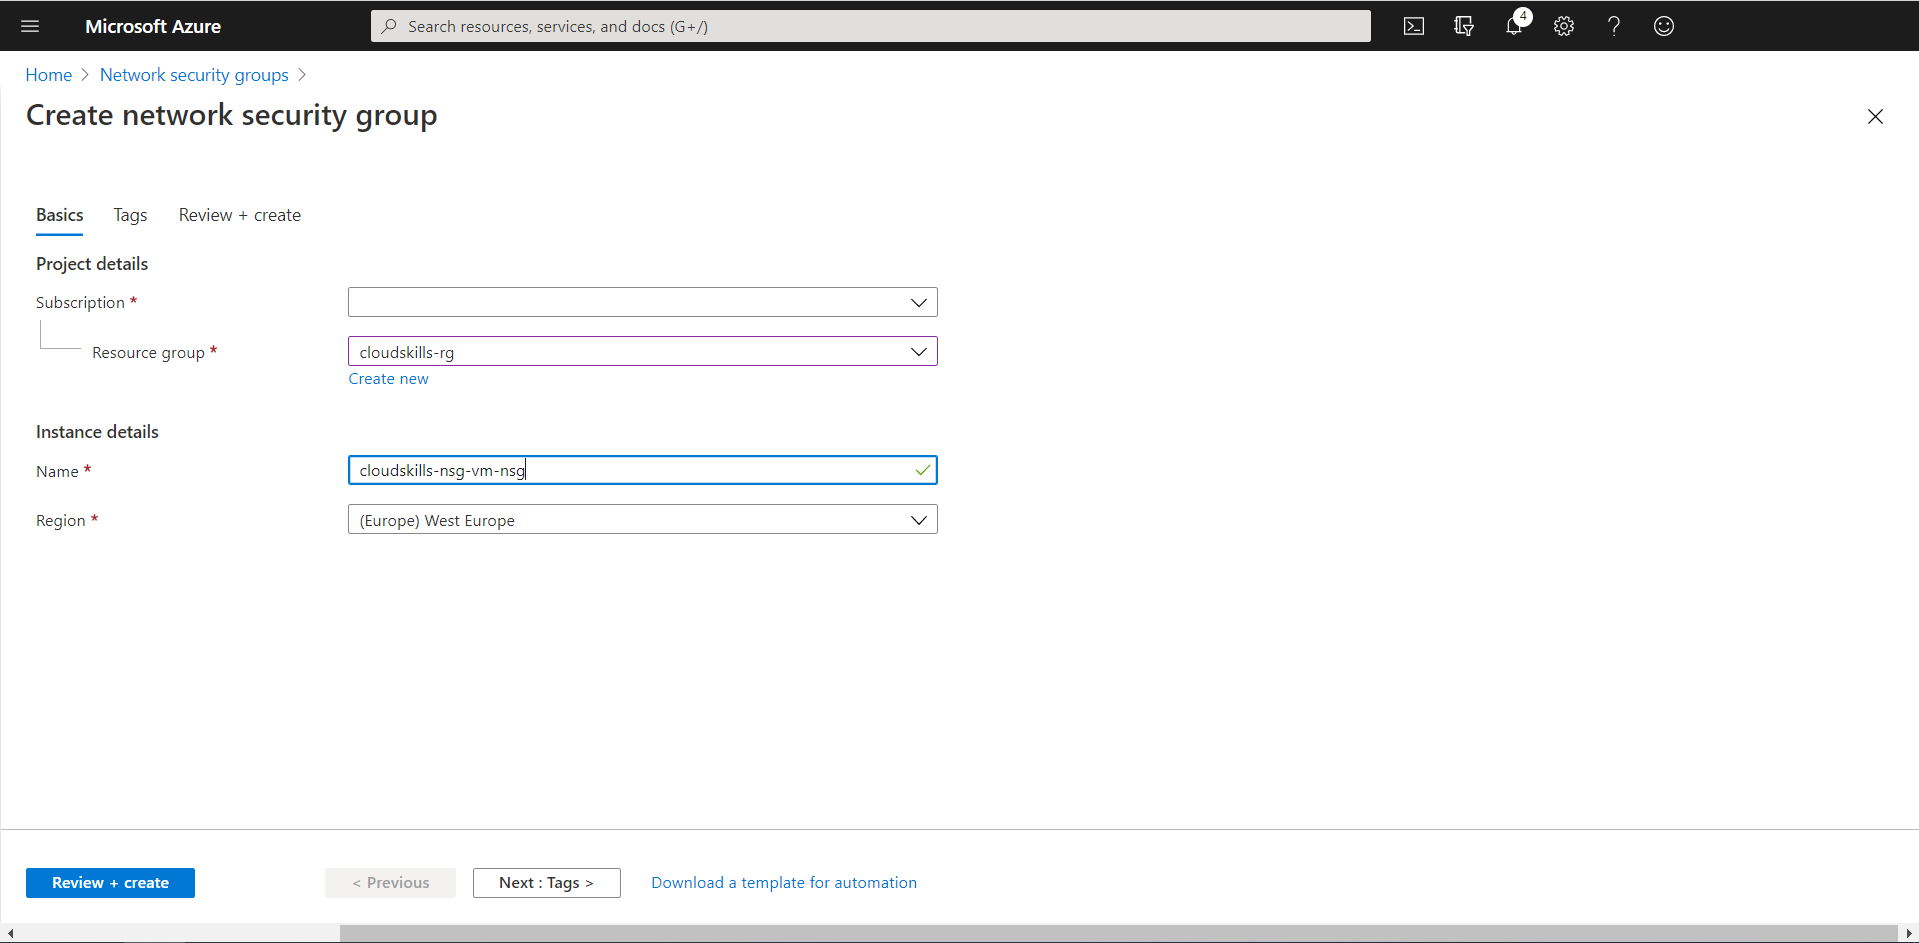 Microsoft Azure
Search resources, services, and docs (G+/)
4
Home > Network security groups >
Create network security group
Basics Tags Review + create
Project details
Subscription *
Resource group *
cloudskills-rg
Create new
Instance details
Name *
cloudskills-nsg-vm-nsg
Region *
(Europe) West Europe
Review + create
< Previous
Next : Tags >
Download a template for automation